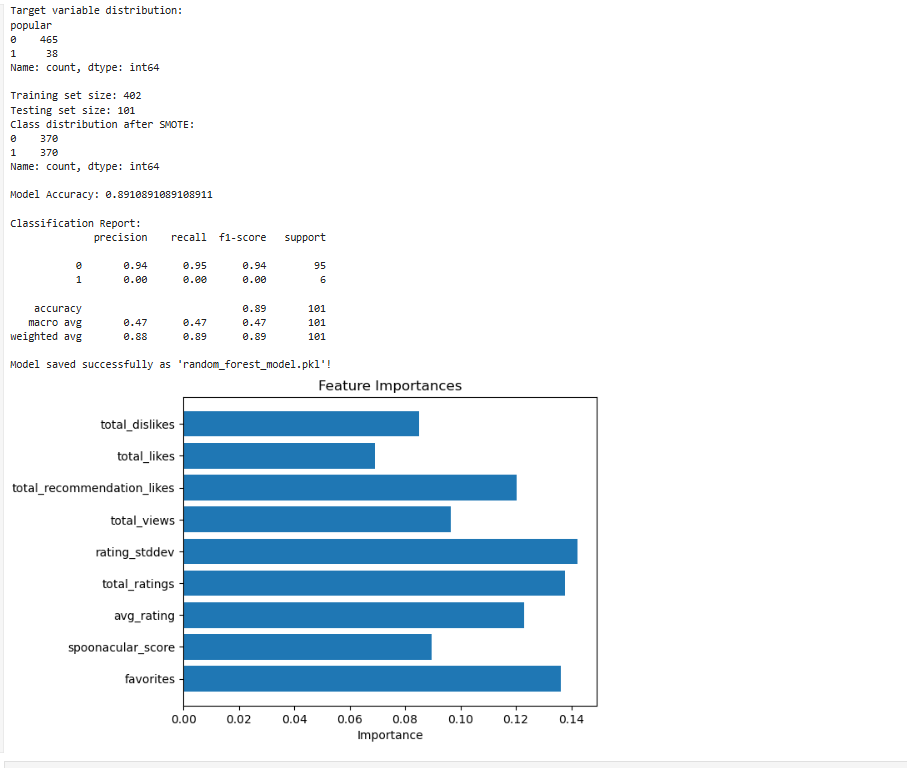 Target variable distribution:
popular
0    465
1     38
Name: count, dtype: int64
Training set size: 402
Testing set size: 101
Class distribution after SMOTE:
0    370
1    370
Name: count, dtype: int64
Model Accuracy: 0.8910891089108911
Classification Report:
precision    recall  f1-score   support
0       0.94      0.95      0.94        95
1       0.00      0.00      0.00         6
accuracy                           0.89       101
macro avg       0.47      0.47      0.47       101
weighted avg       0.88      0.89      0.89       101
Model saved successfully as 'random_forest_model.pkl'!
Feature Importances
total_dislikes
total_likes
total_recommendation_likes
total_views
rating_stddev
total_ratings
avg_rating
spoonacular_score
favorites
0.00 0.02 0.04 0.06 0.08 0.10 0.12 0.14
Importance